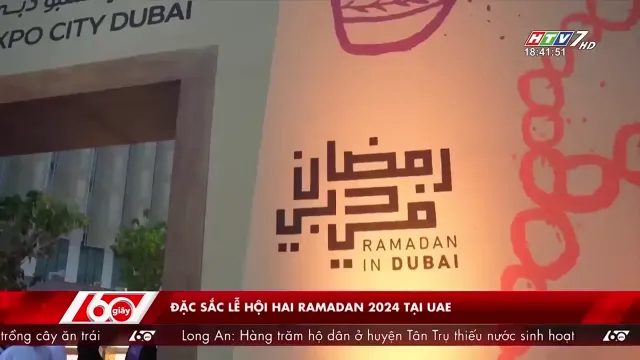 XPO CITY DUBAI
HTV7 HD
18:41:51
رمضان
في دبي
RAMADAN
IN DUBAI
60 giây
ĐẶC SẮC LỄ HỘI HAI RAMADAN 2024 TẠI UAE
trồng cây ăn trái 60 Long An: Hàng trăm hộ dân ở huyện Tân Trụ thiếu nước sinh hoạt 60